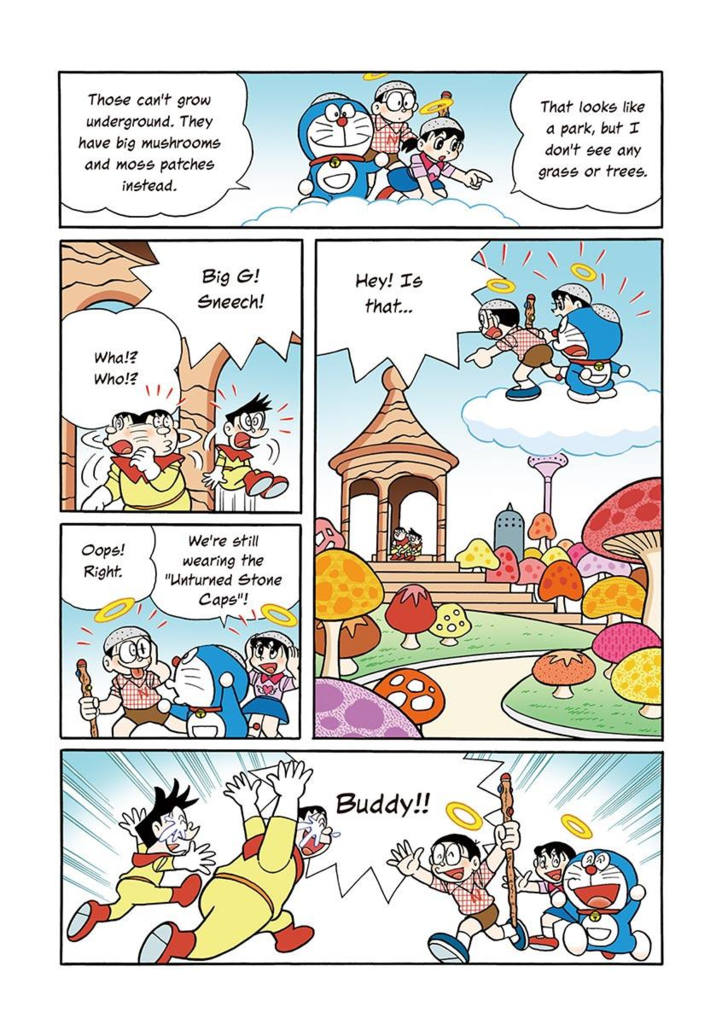 That looks like
a park, but I
don't see any
grass or trees.
Those can't grow
underground. They
have big mushrooms
and moss patches
instead.
Hey! Is
that...
Big G!
Sneech!
Wha!?
Who!?
We're still
wearing the
"Unturned Stone
Caps"!
Oops!
Right.
Buddy!!